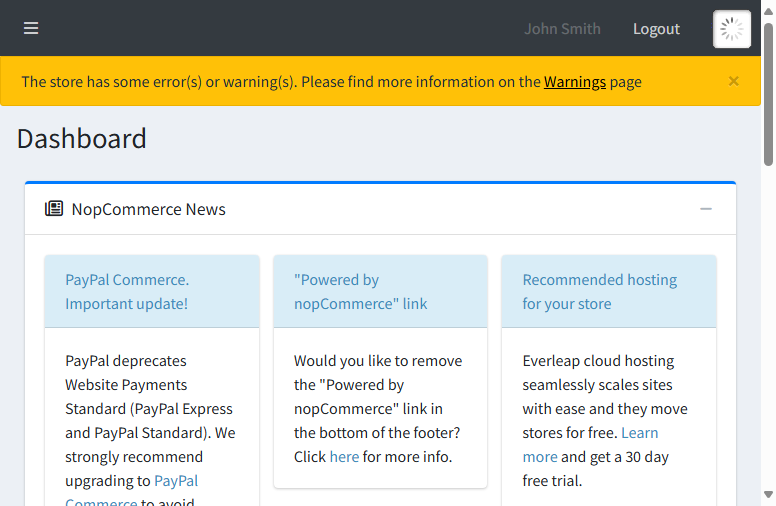 John Smith Logout
The store has some error(s) or warning(s). Please find more information on the Warnings page ×
Dashboard
NopCommerce News
PayPal Commerce.
Important update!
PayPal deprecates
Website Payments
Standard (PayPal Express
and PayPal Standard). We
strongly recommend
upgrading to PayPal
Commerce to avoid
"Powered by
nopCommerce" link
Would you like to remove
the "Powered by
nopCommerce" link in
the bottom of the footer?
Click here for more info.
Recommended hosting
for your store
Everleap cloud hosting
seamlessly scales sites
with ease and they move
stores for free. Learn
more and get a 30 day
free trial.